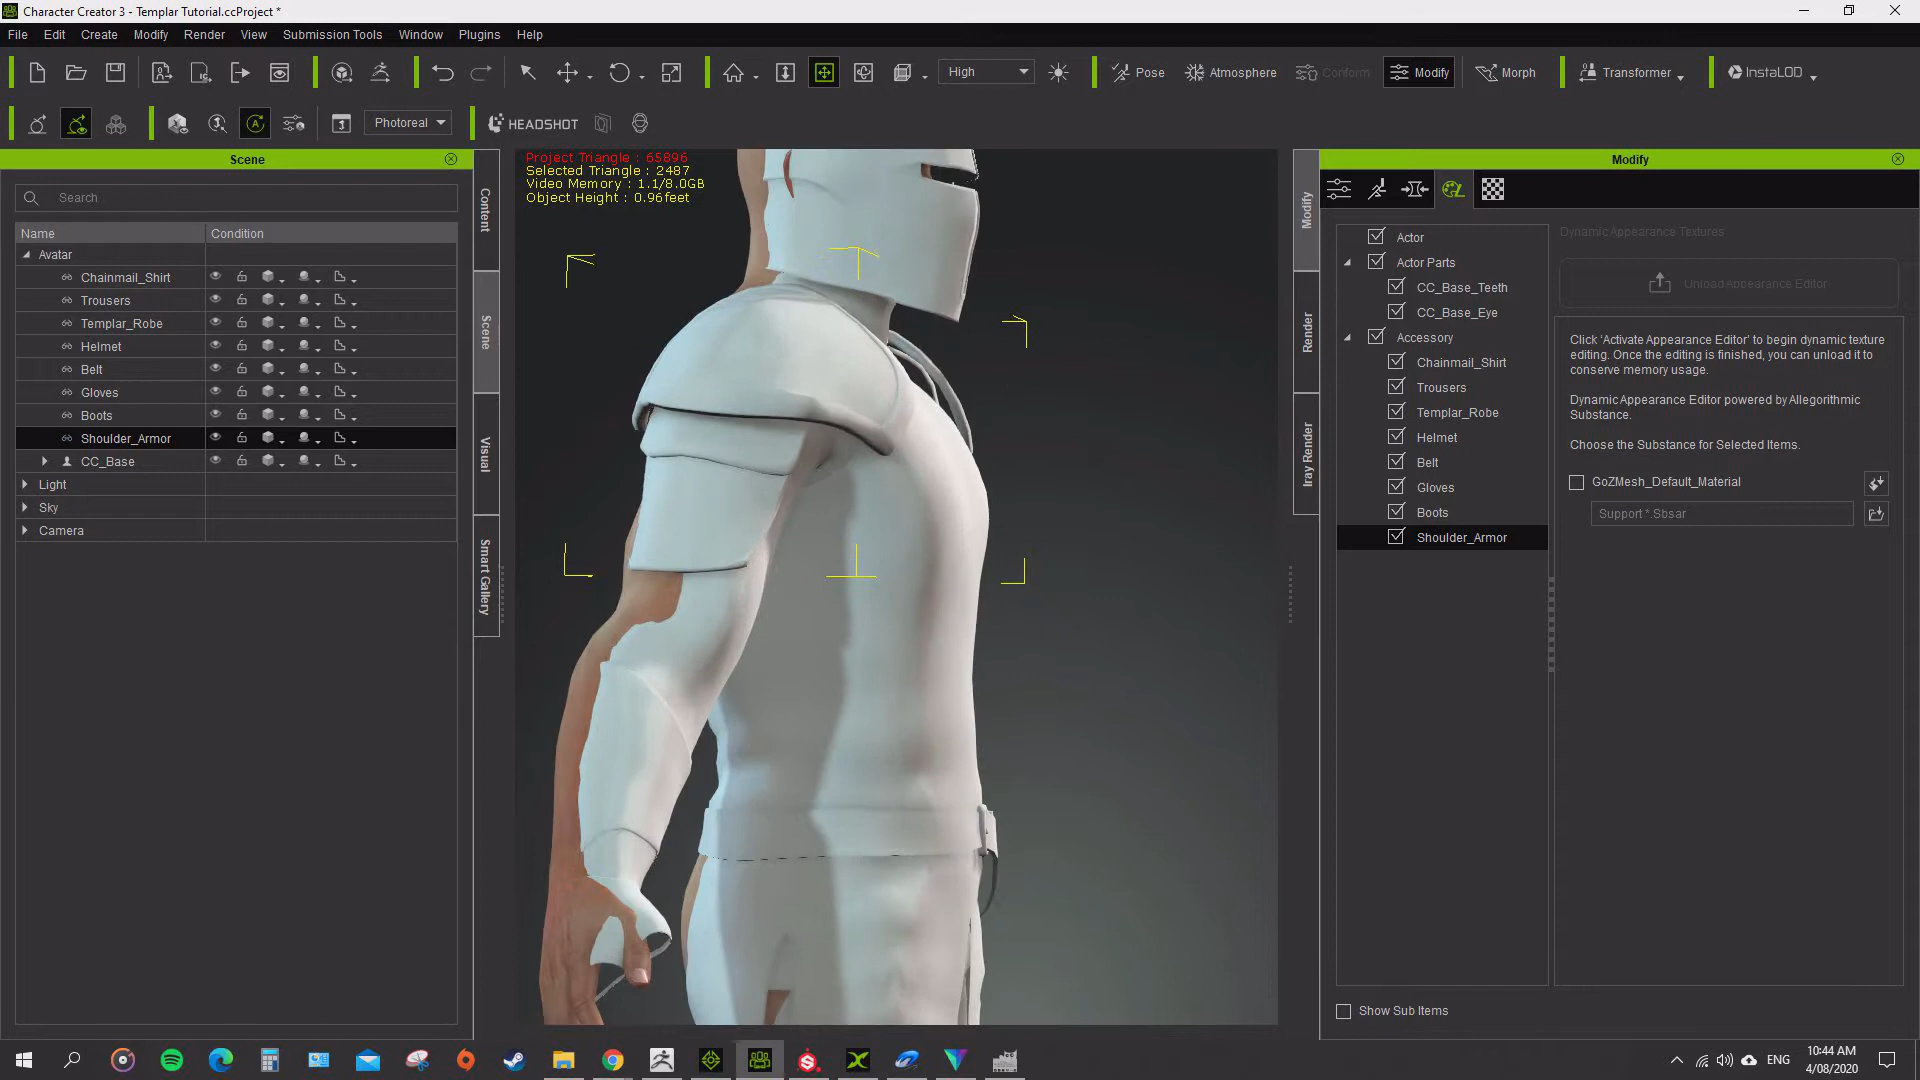 Character Creator 3 - Templar Tutorial.ccProject *
File Edit Create Modify Render View Submission Tools Window Plugins Help
High Pose Atmosphere Conform Modify Morph Transformer InstaLOD
Photoreal HEADSHOT
Scene
Search
Name Condition
Avatar
Chainmail_Shirt
Trousers
Templar_Robe
Helmet
Belt
Gloves
Boots
Shoulder_Armor
CC_Base
Light
Sky
Camera
Content
Scene
Visual
Smart Gallery
Project Triangle : 65896
Selected Triangle : 2487
Video Memory : 1.1/8.0GB
Object Height : 0.96feet
Modify
Render
Iray Render
Modify
Actor
Actor Parts
CC_Base_Teeth
CC_Base_Eye
Accessory
Chainmail_Shirt
Trousers
Templar_Robe
Helmet
Belt
Gloves
Boots
Shoulder_Armor
Dynamic Appearance Textures
Unload Appearance Editor
Click 'Activate Appearance Editor' to begin dynamic texture
editing. Once the editing is finished, you can unload it to
conserve memory usage.
Dynamic Appearance Editor powered by Allegorithmic
Substance.
Choose the Substance for Selected Items.
GoZMesh_Default_Material
Support *.Sbsar
Show Sub Items
ENG
10:44 AM
4/08/2020